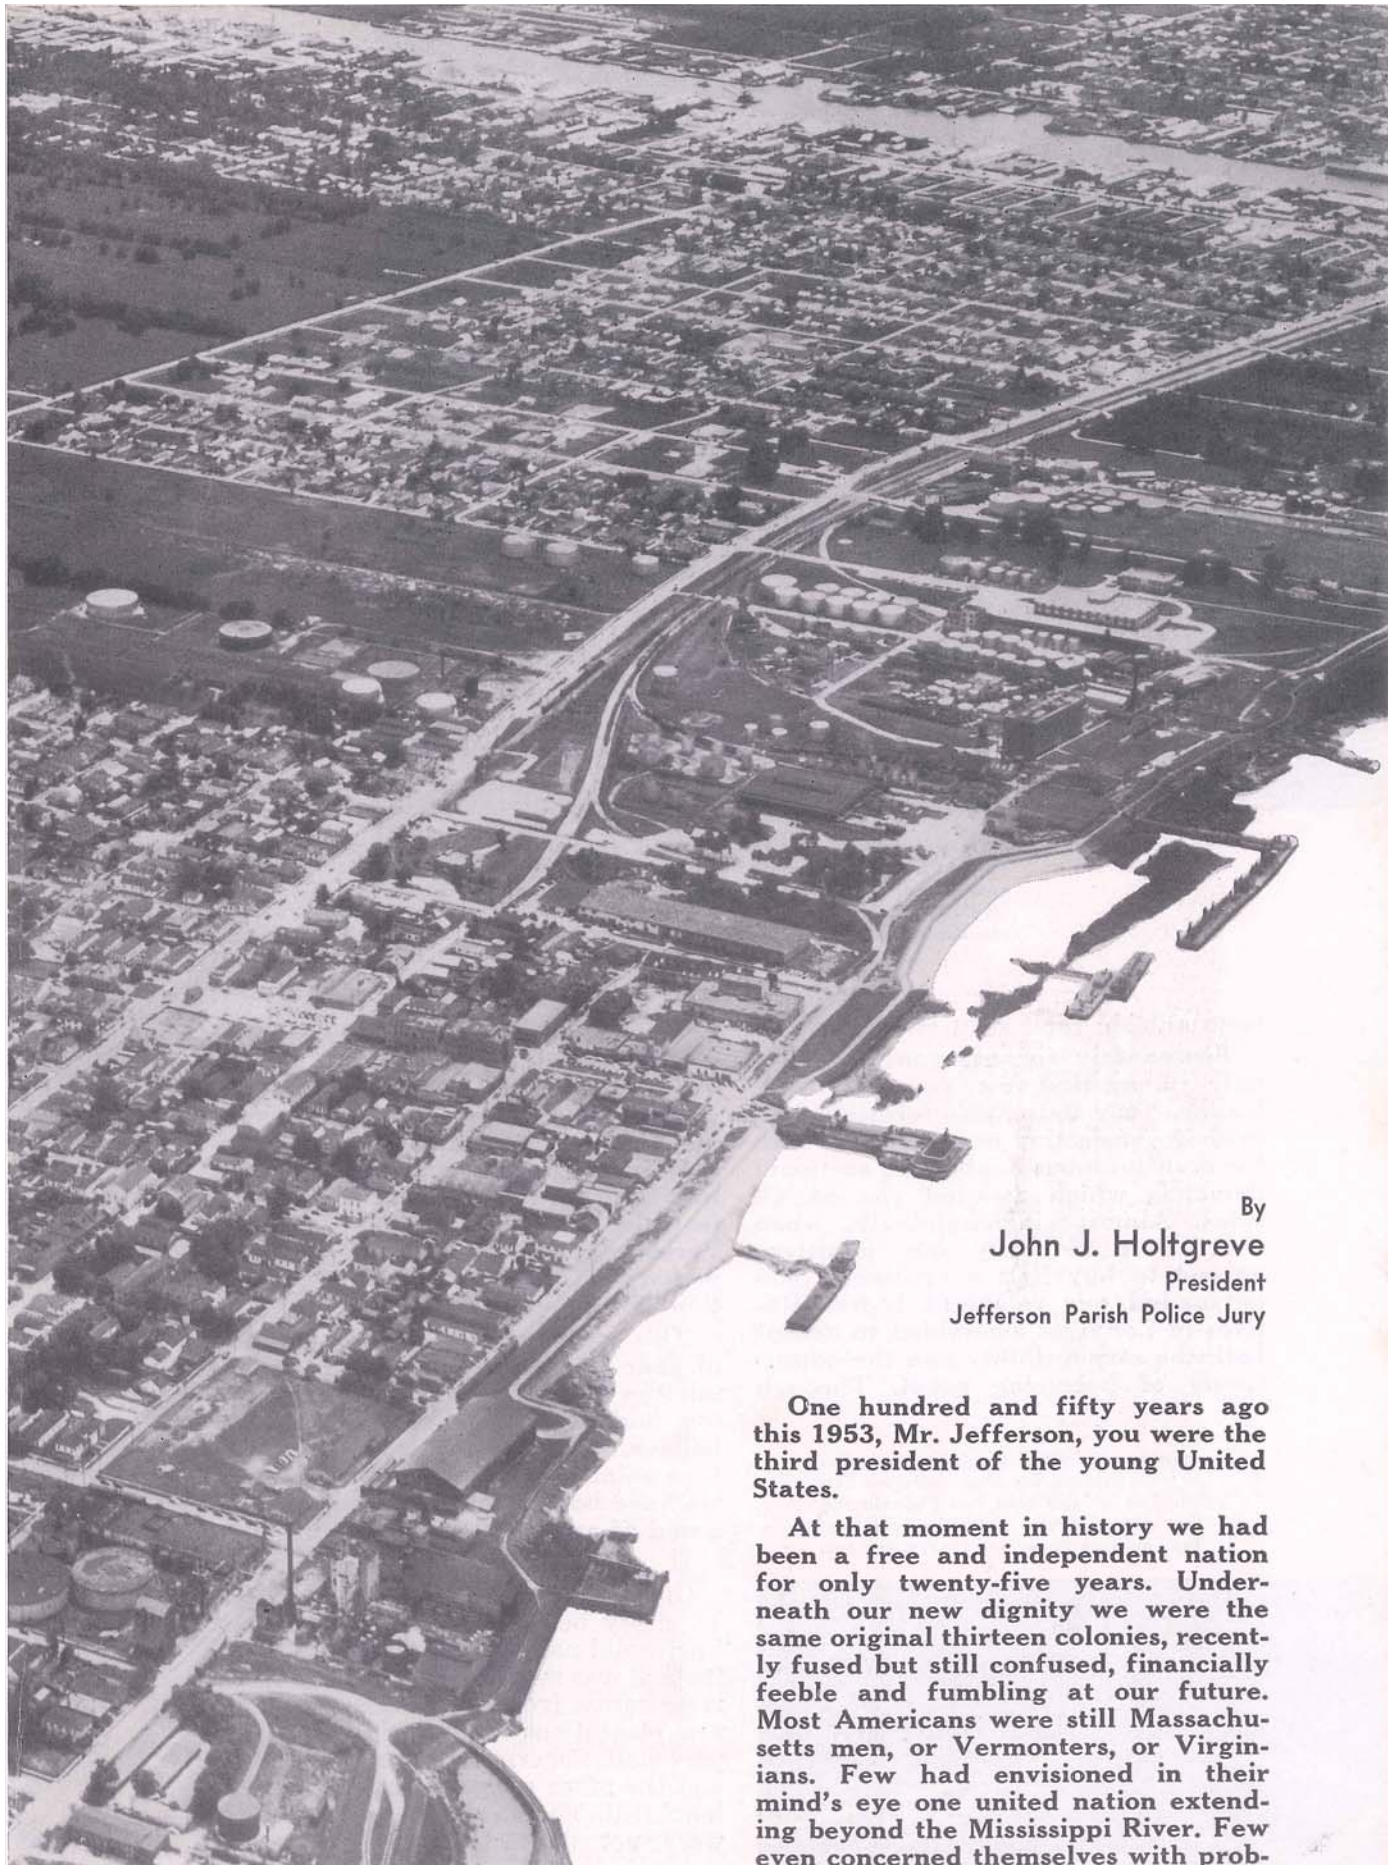 By
John J. Holtgreve
President
Jefferson Parish Police Jury
One hundred and fifty years ago
this 1953, Mr. Jefferson, you were the
third president of the young United
States.
At that moment in history we had
been a free and independent nation
for only twenty-five years. Under-
neath our new dignity we were the
same original thirteen colonies, recent-
ly fused but still confused, financially
feeble and fumbling at our future.
Most Americans were still Massachu-
setts men, or Vermonters, or Virgin-
ians. Few had envisioned in their
mind's eye one united nation extend-
ing beyond the Mississippi River. Few
even concerned themselves with prob-